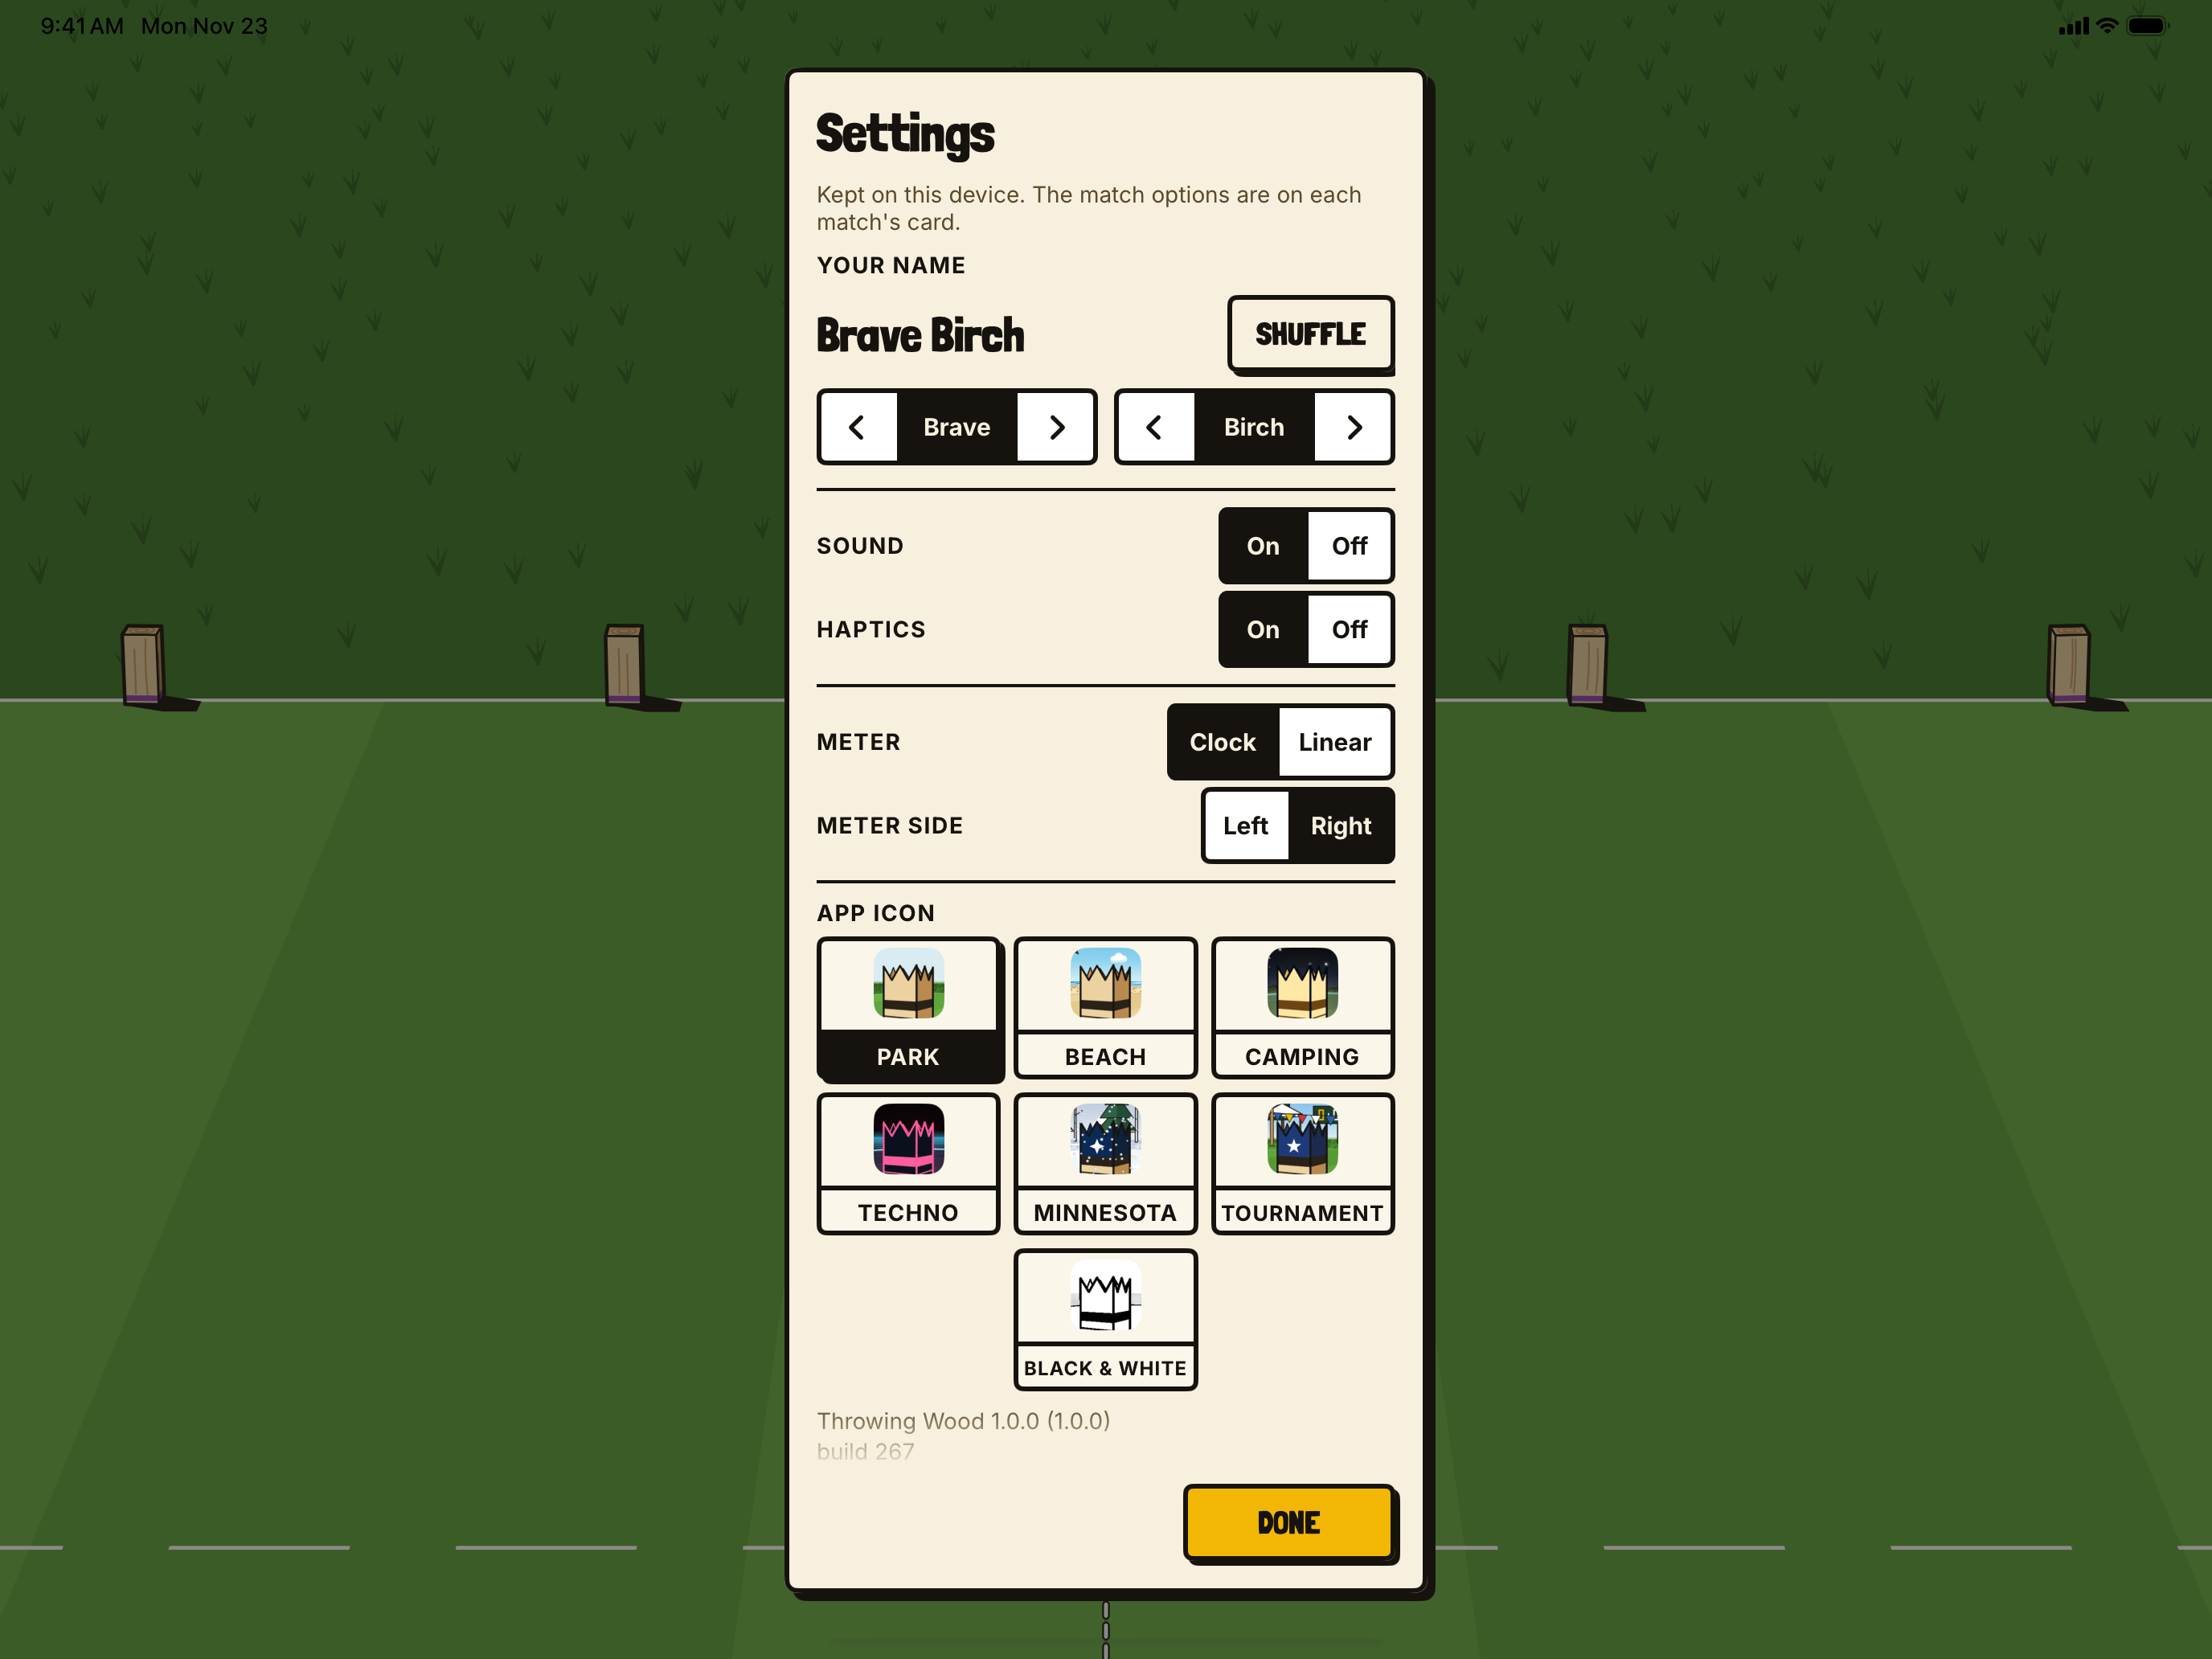 9:41 AM Mon Nov 23
Settings
Kept on this device. The match options are on each
match's card.
YOUR NAME
Brave Birch
SHUFFLE
Brave
Birch
SOUND
On
Off
HAPTICS
On
Off
METER
Clock
Linear
METER SIDE
Left
Right
APP ICON
PARK
BEACH
CAMPING
TECHNO
MINNESOTA
TOURNAMENT
BLACK & WHITE
Throwing Wood 1.0.0 (1.0.0)
build 267
DONE